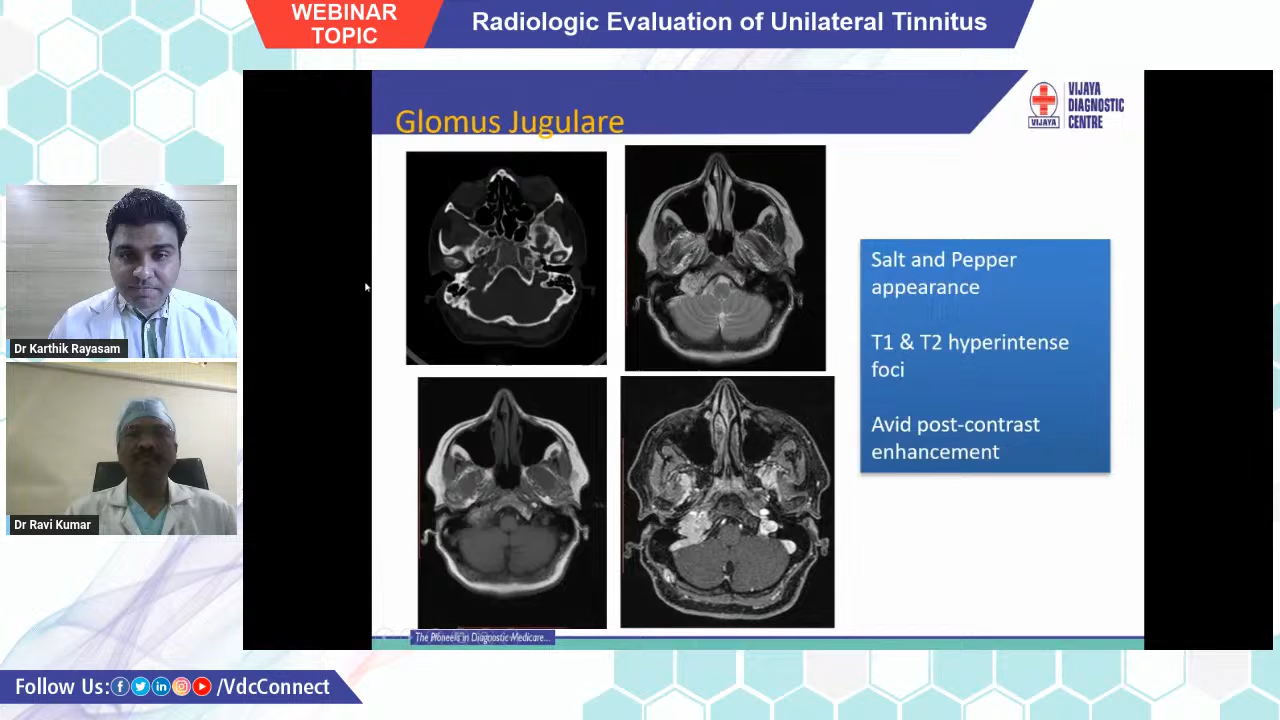 WEBINAR
TOPIC
Radiologic Evaluation of Unilateral Tinnitus
Glomus Jugulare
VIJAYA
VIJAYA
DIAGNOSTIC
CENTRE
Salt and Pepper
appearance
T1 & T2 hyperintense
foci
Avid post-contrast
enhancement
Dr Karthik Rayasam
Dr Ravi Kumar
The Pioneers in Diagnostic Medicare...
Follow Us: /VdcConnect